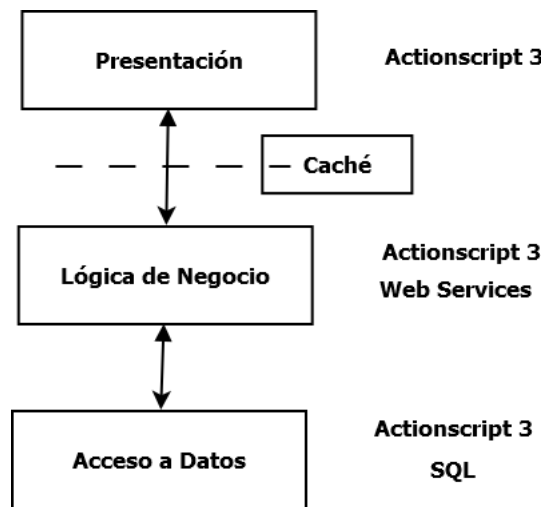 Presentación
Actionscript 3
Caché
Lógica de Negocio
Actionscript 3
Web Services
Acceso a Datos
Actionscript 3
SQL